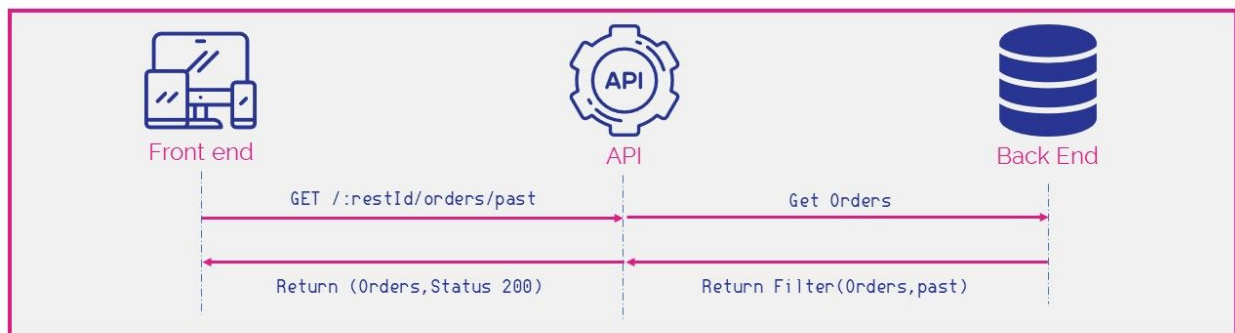 API
Front end
API
Back End
GET /:restId/orders/past
Get Orders
Return (Orders,Status 200)
Return Filter(Orders,past)